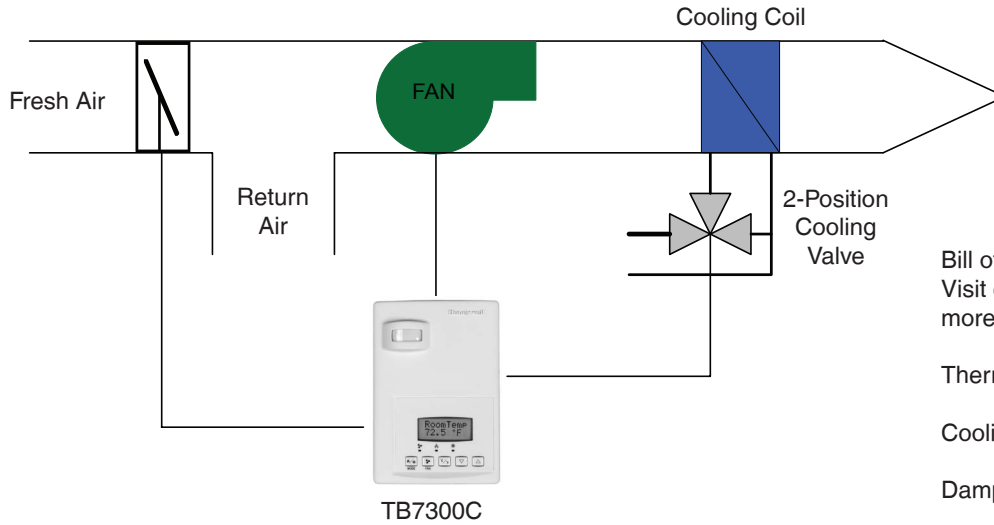 Cooling Coil
Fresh Air
FAN
Return
Air
2-Position
Cooling
Valve
Bill o
Visit
more
Therr
Cooli
Damp
Honeywell
RoomTemp
72.5 °F
TB7300C